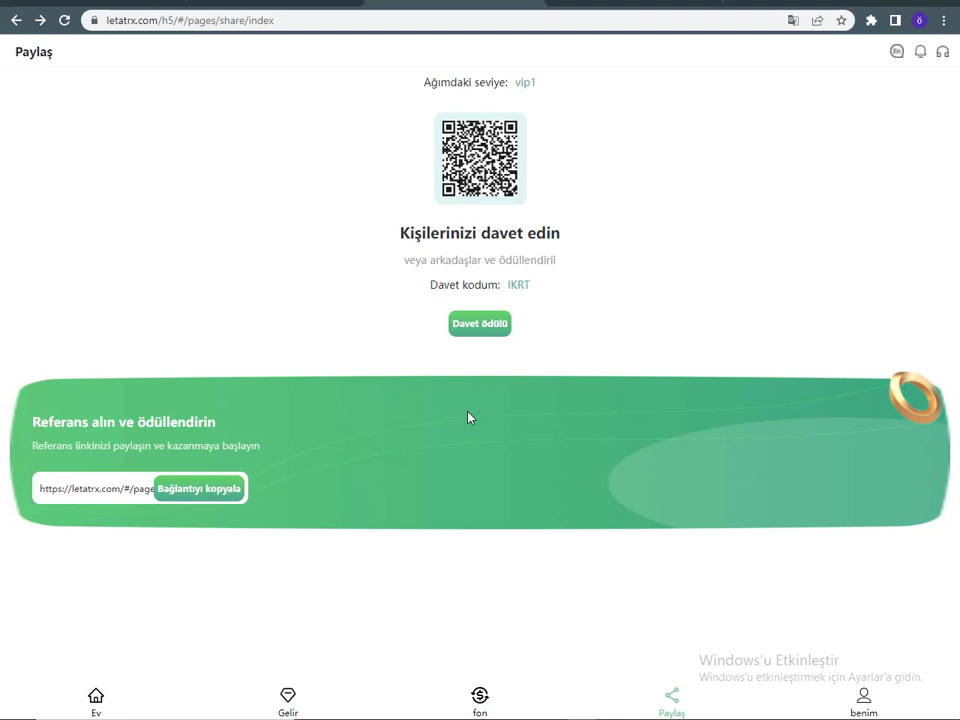 letatrx.com/h5/#/pages/share/index
ö
Paylaş
En
Ağımdaki seviye: vip1
Kişilerinizi davet edin
veya arkadaşlar ve ödüllendiril
Davet kodum: IKRT
Davet ödülü
Referans alın ve ödüllendirin
Referans linkinizi paylaşın ve kazanmaya başlayın
https://letatrx.com/#/page
Bağlantıyı kopyala
Windows'u Etkinleştir
Windows'u etkinleştirmek için Ayarlar'a gidin.
Ev
Gelir
fon
Paylaş
benim